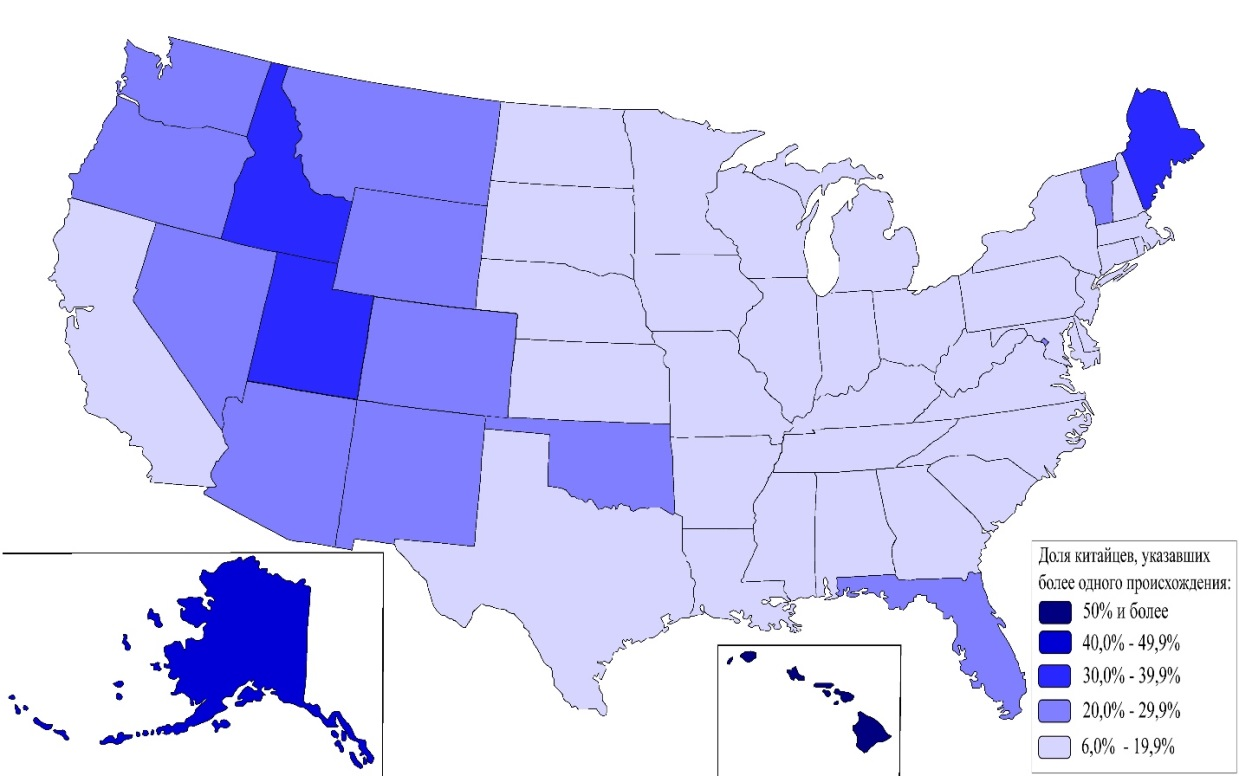 Доля китайцев, указавших
более одного происхождения:
50% и более
40,0% - 49,9%
30,0% - 39,9%
20,0% - 29,9%
6,0% - 19,9%